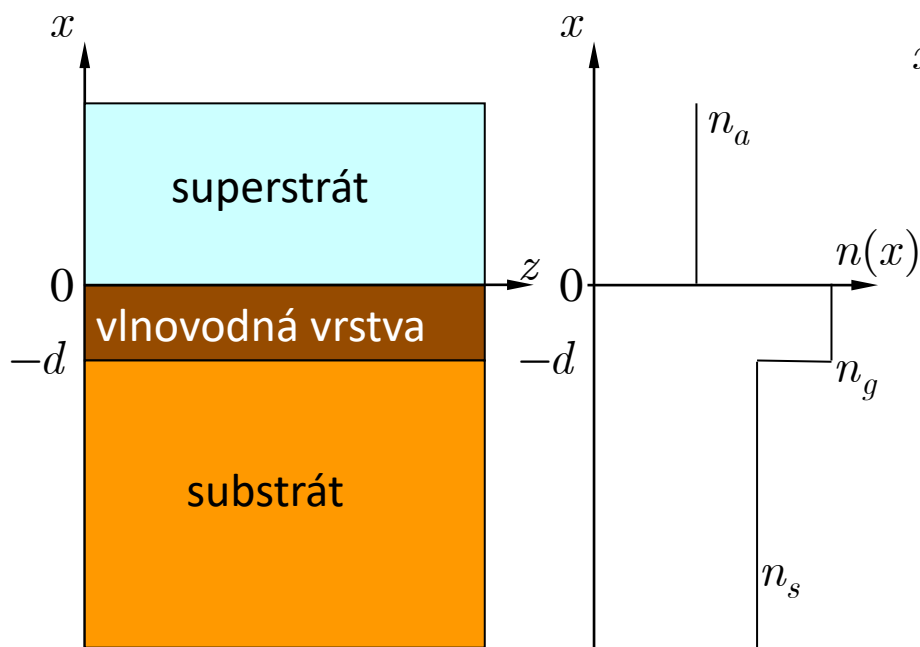 x
superstrát
0
z
vlnovodná vrstva
−d
substrát
x
n_a
n(x)
0
−d
n_g
n_s
x